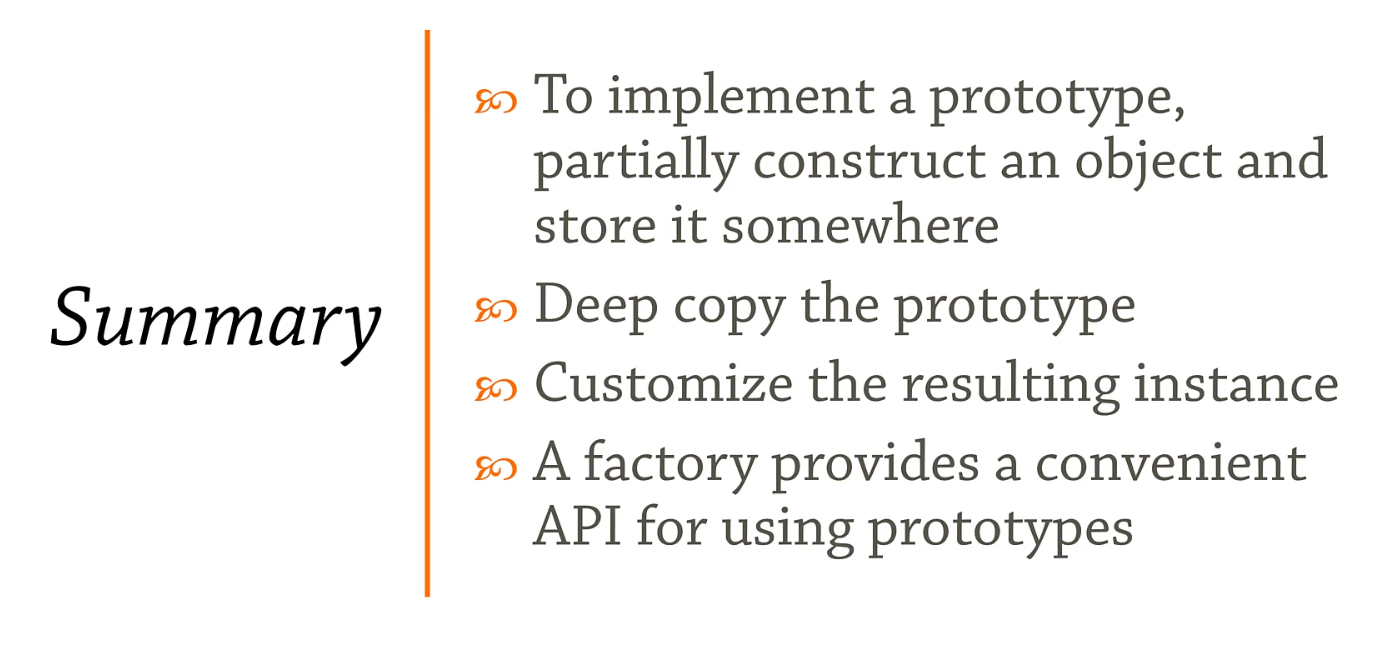 Summary
To implement a prototype,
partially construct an object and
store it somewhere
Deep copy the prototype
Customize the resulting instance
A factory provides a convenient
API for using prototypes